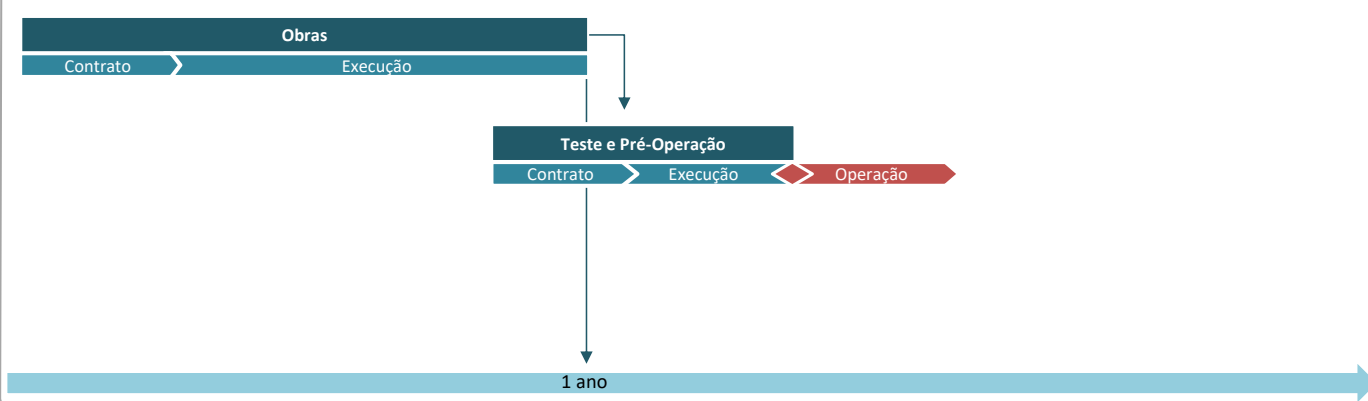 Obras
Contrato Execução
Teste e Pré-Operação
Contrato Execução Operação
1 ano